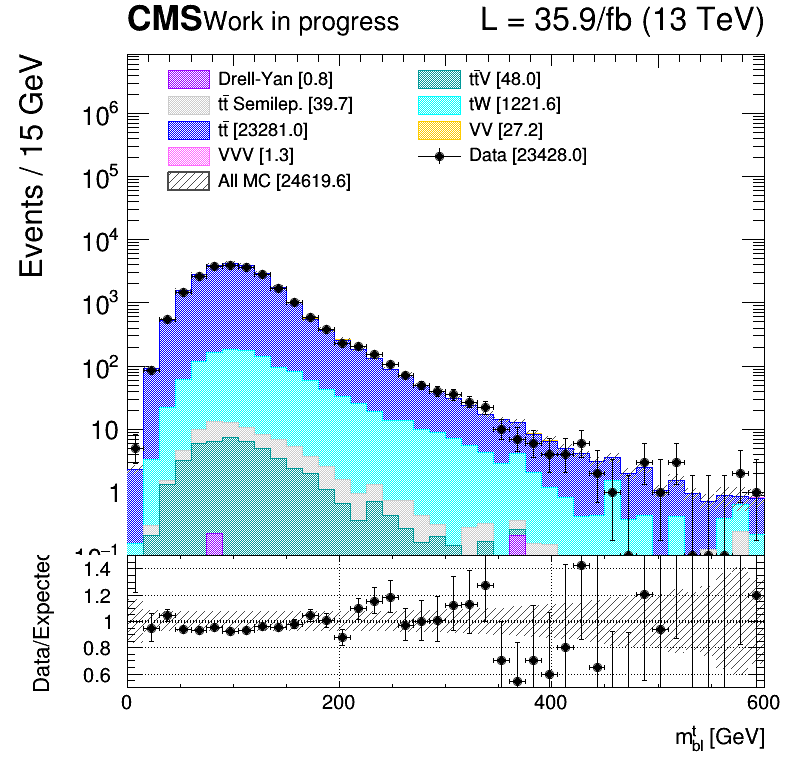 CMS Work in progress L = 35.9/fb (13 TeV)
Events / 15 GeV
Drell-Yan [0.8] tt̄V [48.0]
tt̄ Semilep. [39.7] tW [1221.6]
tt̄ [23281.0] VV [27.2]
VVV [1.3] Data [23428.0]
All MC [24619.6]
10⁶
10⁵
10⁴
10³
10²
10
1
10⁻¹
Data/Expected
1.4
1.2
1
0.8
0.6
0 200 400 600
mᵗbl [GeV]